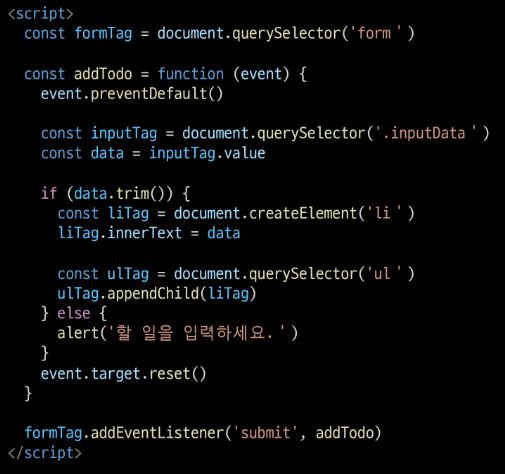 <script>
const formTag = document.querySelector('form')
const addTodo = function (event) {
event.preventDefault()
const inputTag = document.querySelector('.inputData')
const data = inputTag.value
if (data.trim()) {
const liTag = document.createElement('li')
liTag.innerText = data
const ulTag = document.querySelector('ul')
ulTag.appendChild(liTag)
} else {
alert('할 일을 입력하세요.')
}
event.target.reset()
}
formTag.addEventListener('submit', addTodo)
</script>